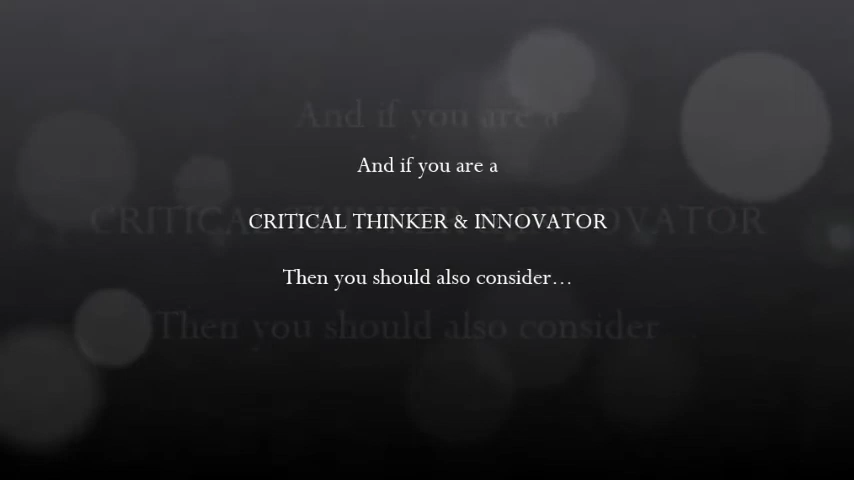 And if you are a
CRITICAL THINKER & INNOVATOR
Then you should also consider…